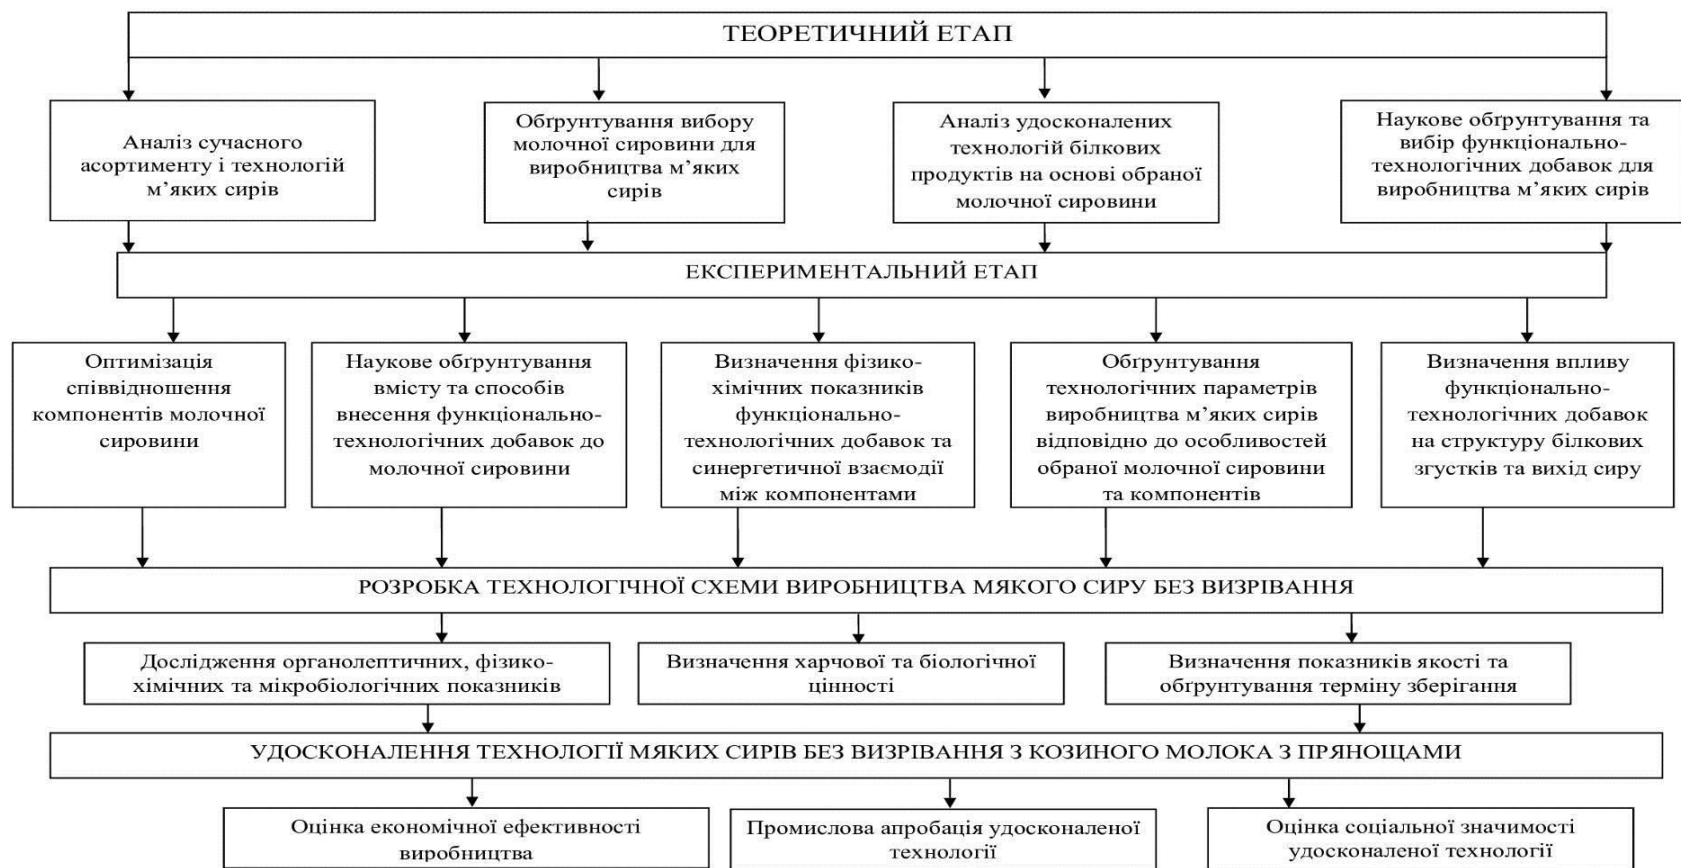 ТЕОРЕТИЧНИЙ ЕТАП
Аналіз сучасного
асортименту і технологій
м’яких сирів
Обґрунтування вибору
молочної сировини для
виробництва м’яких
сирів
Аналіз удосконалених
технологій білкових
продуктів на основі обраної
молочної сировини
Наукове обґрунтування та
вибір функціонально-
технологічних добавок для
виробництва м’яких сирів
ЕКСПЕРИМЕНТАЛЬНИЙ ЕТАП
Оптимізація
співвідношення
компонентів молочної
сировини
Наукове обґрунтування
вмісту та способів
внесення функціонально-
технологічних добавок до
молочної сировини
Визначення фізико-
хімічних показників
функціонально-
технологічних добавок та
синергетичної взаємодії
між компонентами
Обґрунтування
технологічних параметрів
виробництва м’яких сирів
відповідно до особливостей
обраної молочної сировини
та компонентів
Визначення впливу
функціонально-
технологічних добавок
на структуру білкових
згустків та вихід сиру
РОЗРОБКА ТЕХНОЛОГІЧНОЇ СХЕМИ ВИРОБНИЦТВА МЯКОГО СИРУ БЕЗ ВИЗРІВАННЯ
Дослідження органолептичних, фізико-
хімічних та мікробіологічних показників
Визначення харчової та біологічної
цінності
Визначення показників якості та
обґрунтування терміну зберігання
УДОСКОНАЛЕННЯ ТЕХНОЛОГІЇ МЯКИХ СИРІВ БЕЗ ВИЗРІВАННЯ З КОЗИНОГО МОЛОКА З ПРЯНОЩАМИ
Оцінка економічної ефективності
виробництва
Промислова апробація удосконаленої
технології
Оцінка соціальної значимості
удосконаленої технології